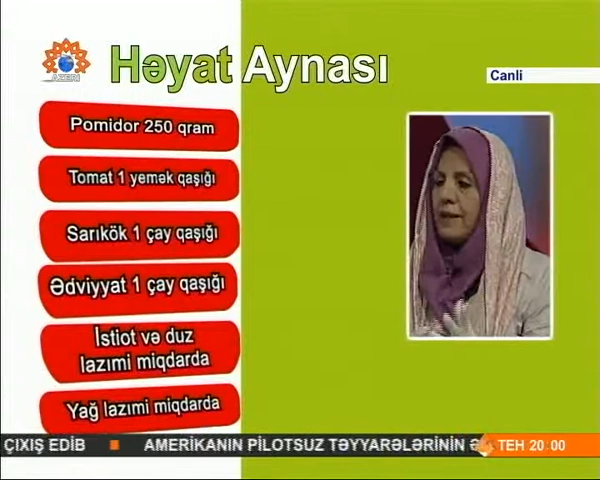 Həyat Aynası
AZERI
Canli
Pomidor 250 qram
Tomat 1 yemək qaşığı
Sarıkök 1 çay qaşığı
Ədviyyat 1 çay qaşığı
İstiot və duz
lazımi miqdarda
Yağ lazımi miqdarda
ÇIXIŞ EDİB ■ AMERİKANIN PİLOTSUZ TƏYYARƏLƏRİNİN
TEH 20:00